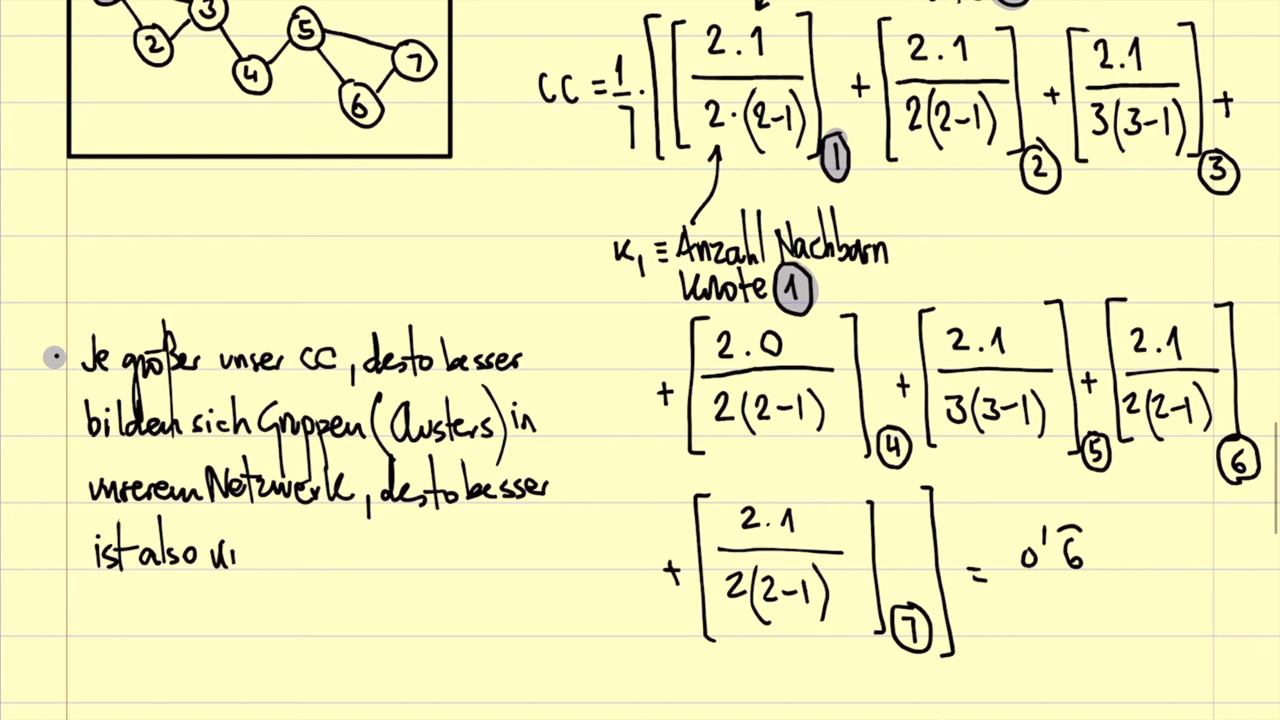 3
2
5
7
4
6
CC = 1/7 · [ [ 2.1 / 2·(2-1) ]① + [ 2.1 / 2(2-1) ]② + [ 2.1 / 3(3-1) ]③ +
K₁ ≡ Anzahl Nachbarn
Knote ①
+ [ 2.0 / 2(2-1) ]④ + [ 2.1 / 3(3-1) ]⑤ + [ 2.1 / 2(2-1) ]⑥
+ [ 2.1 / 2(2-1) ]⑦ ] = 0'6̅
• Je größer unser CC, desto besser
bilden sich Gruppen (Clusters) in
unserem Netzwerk, desto besser
ist also